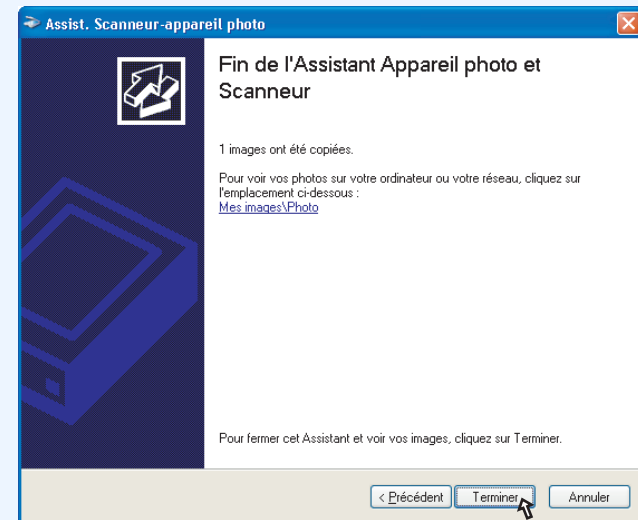 Assist. Scanneur-appareil photo
Fin de l'Assistant Appareil photo et
Scanneur
1 images ont été copiées.
Pour voir vos photos sur votre ordinateur ou votre réseau, cliquez sur
l'emplacement ci-dessous :
Mes images\Photo
Pour fermer cet Assistant et voir vos images, cliquez sur Terminer.
< Précédent Terminer Annuler